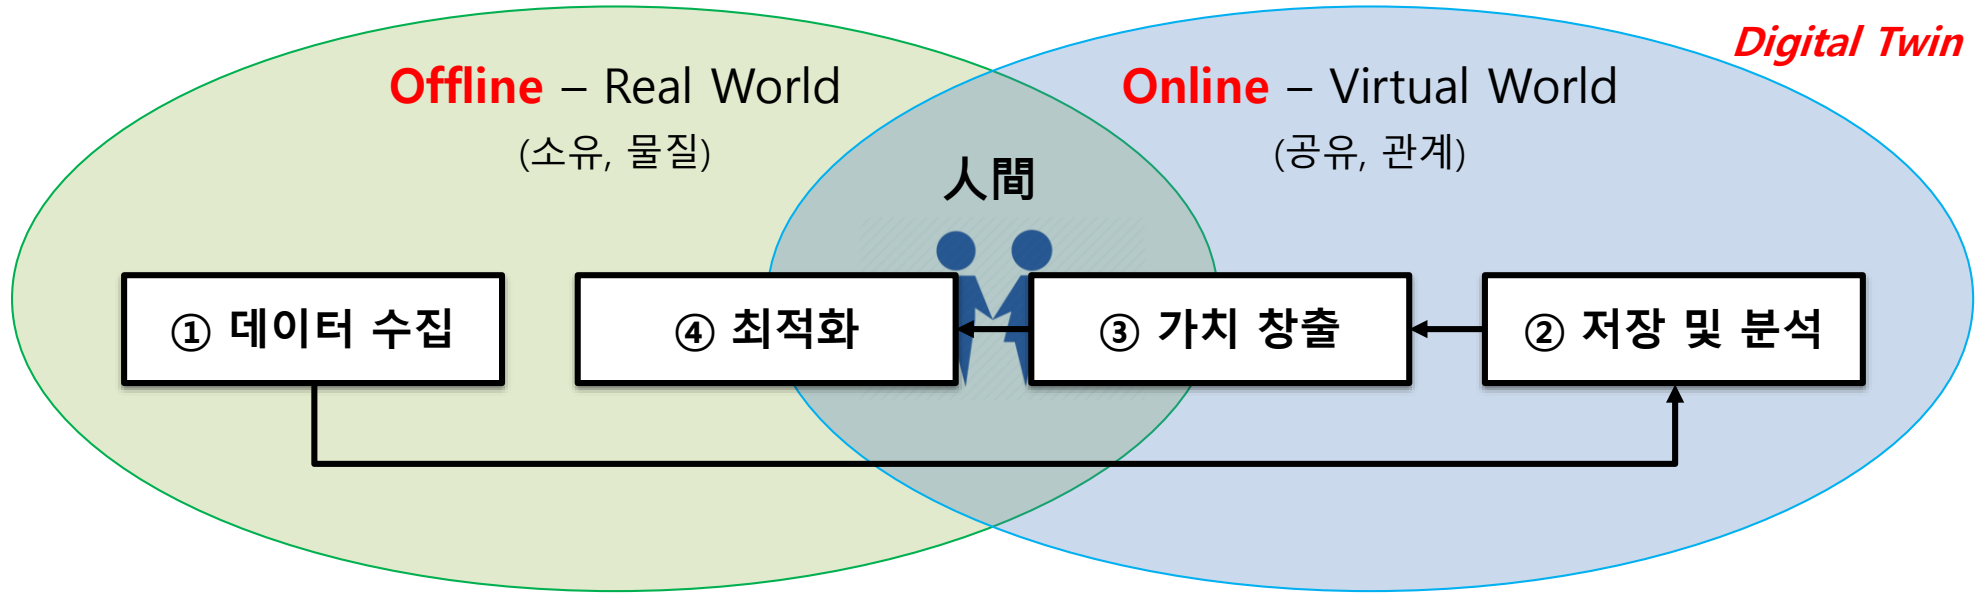 Digital Twin
Offline – Real World
(소유, 물질)
Online – Virtual World
(공유, 관계)
人間
① 데이터 수집
④ 최적화
③ 가치 창출
② 저장 및 분석